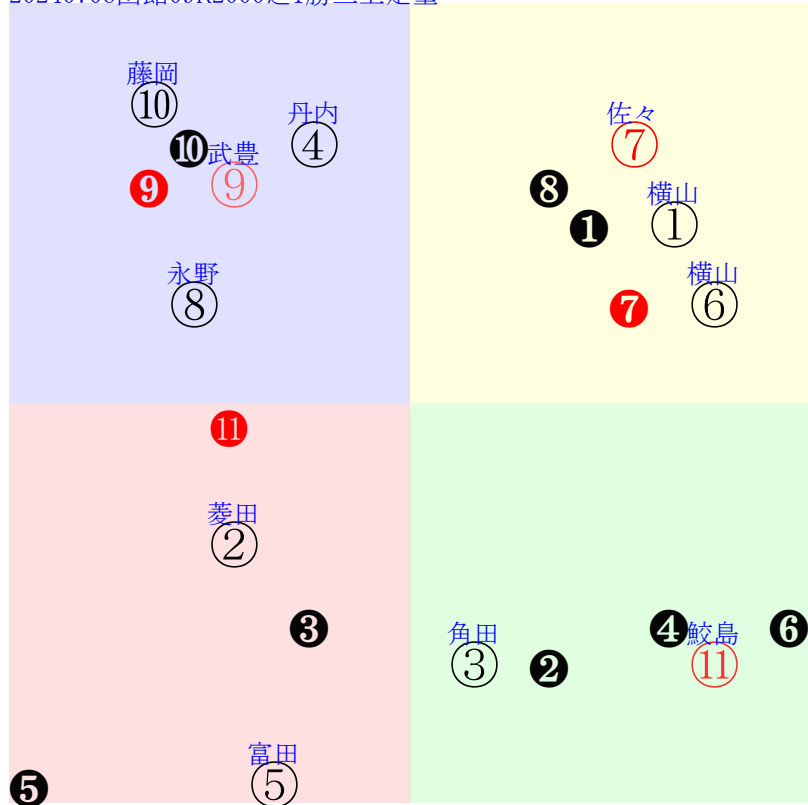 藤岡
⑩
丹内
④
佐々
⑦
❿
武豊
⑨
❾
❽
横山
①
❶
永野
⑧
横山
⑥
❼
⓫
菱田
②
❸
角田
③
❷
❹
鮫島
⑪
❻
富田
⑤
❺